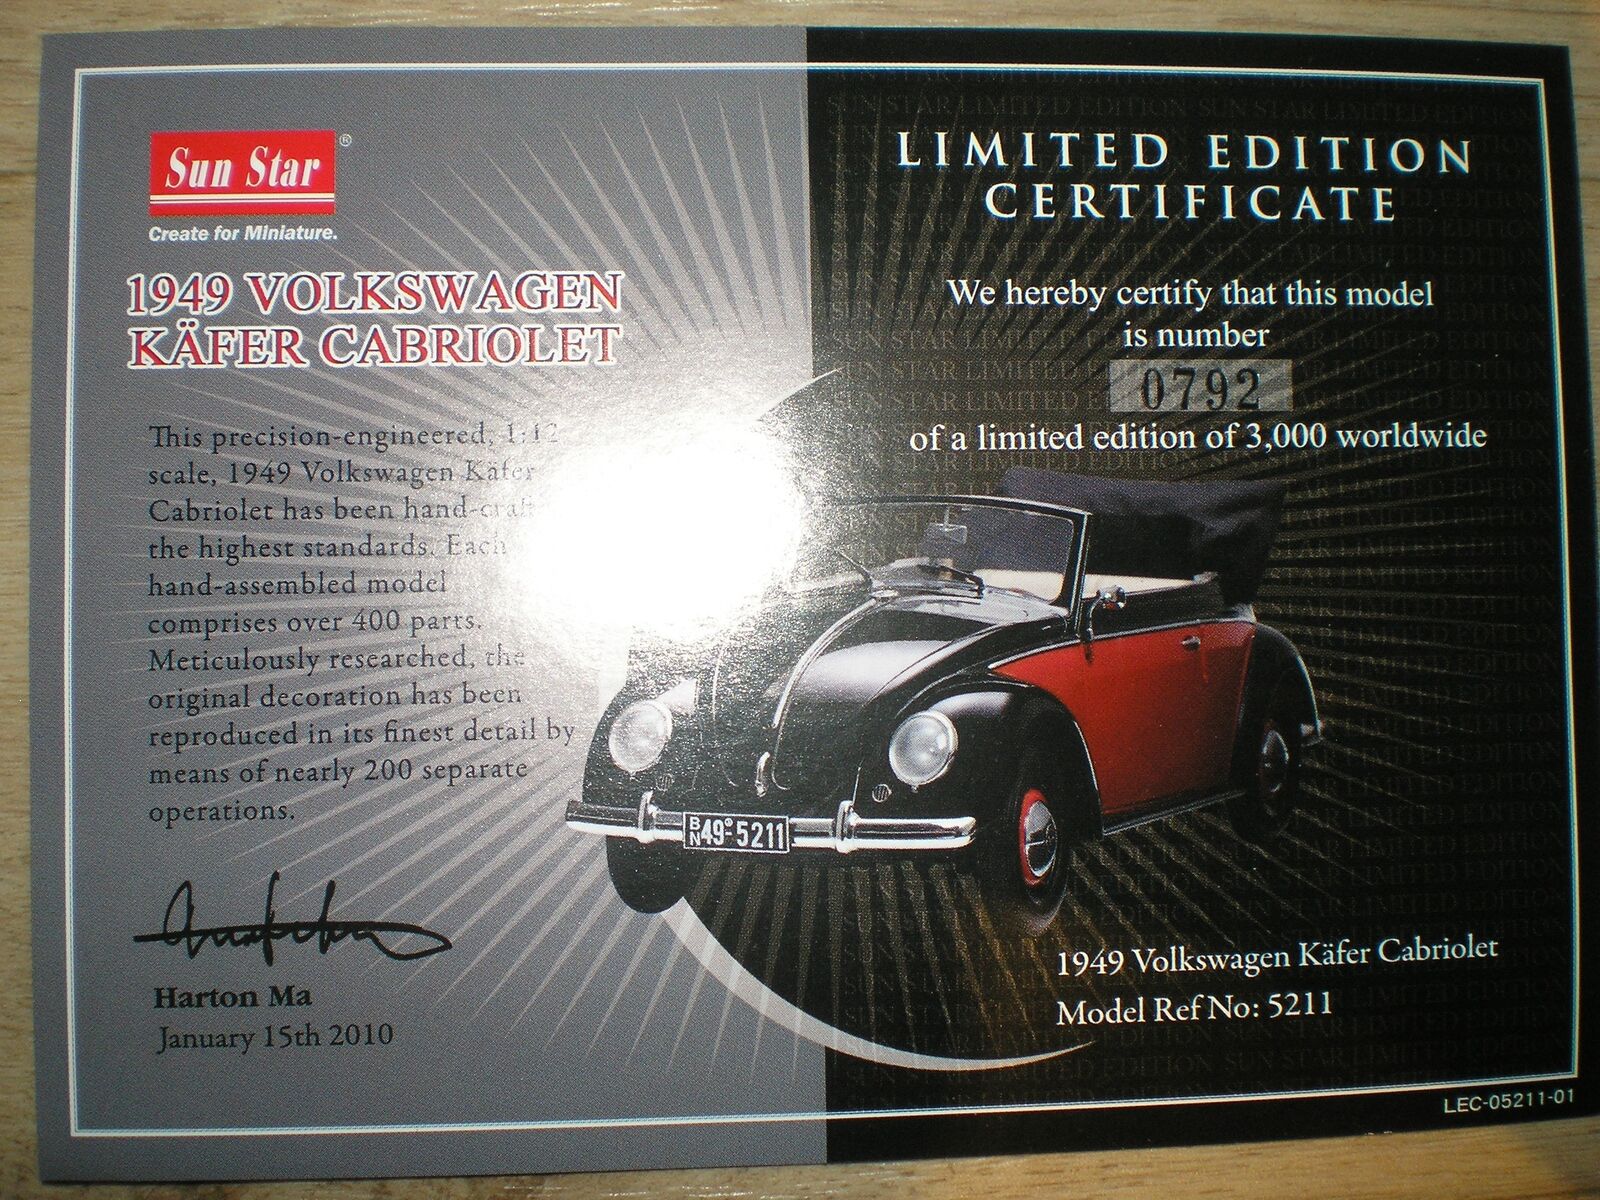 Sun Star®
Create for Miniature.
1949 VOLKSWAGEN
KÄFER CABRIOLET
This precision-engineered, 1:12
scale, 1949 Volkswagen Käfer
Cabriolet has been
the highest standards. Each
hand-assembled model
comprises over 400 parts.
Meticulously researched, the
original decoration has been
reproduced in its finest detail by
means of nearly 200 separate
operations.
Harton Ma
January 15th 2010
LIMITED EDITION
CERTIFICATE
We hereby certify that this model
is number
0792
of a limited edition of 3,000 worldwide
BN 49-5211
1949 Volkswagen Käfer Cabriolet
Model Ref No: 5211
LEC-05211-01